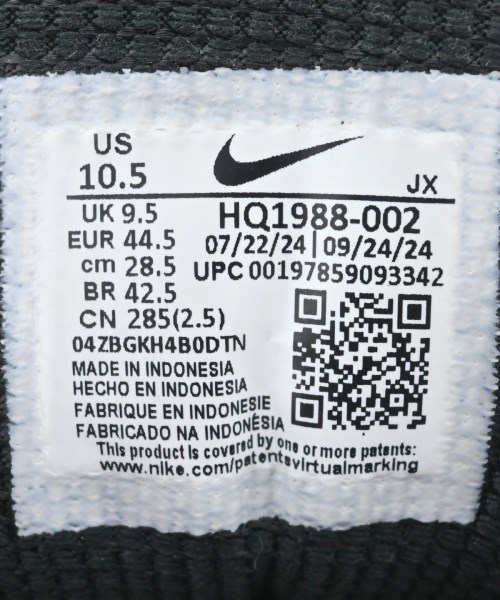 US
10.5
JX
UK 9.5
EUR 44.5
cm 28.5
BR 42.5
CN 285(2.5)
HQ1988-002
07/22/24|09/24/24
UPC 00197859093342
04ZBGKH4B0DTN
MADE IN INDONESIA
HECHO EN INDONESIA
FABRIQUE EN INDONESIE
FABRICADO NA INDONÉSIA
This product is covered by one or more patents:
www.nike.com/patentsvirtualmarking